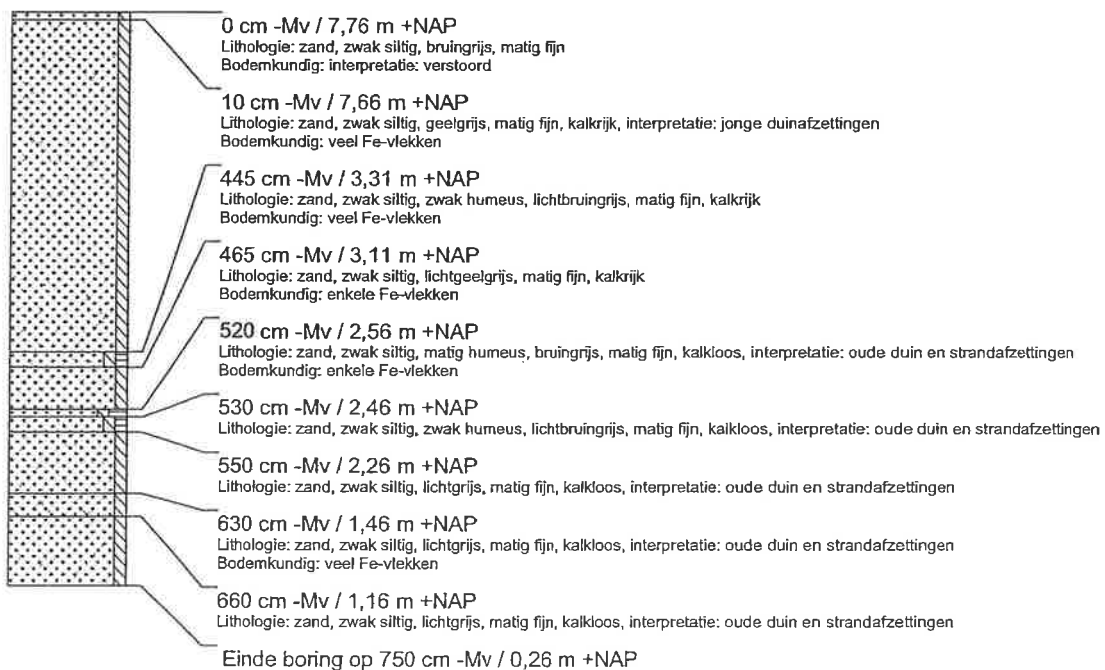 0 cm -Mv / 7,76 m +NAP
Lithologie: zand, zwak siltig, bruingrijs, matig fijn
Bodemkundig: interpretatie: verstoord
10 cm -Mv / 7,66 m +NAP
Lithologie: zand, zwak siltig, geelgrijs, matig fijn, kalkrijk, interpretatie: jonge duinafzettingen
Bodemkundig: veel Fe-vlekken
445 cm -Mv / 3,31 m +NAP
Lithologie: zand, zwak siltig, zwak humeus, lichtbruingrijs, matig fijn, kalkrijk
Bodemkundig: veel Fe-vlekken
465 cm -Mv / 3,11 m +NAP
Lithologie: zand, zwak siltig, lichtgeelgrijs, matig fijn, kalkrijk
Bodemkundig: enkele Fe-vlekken
520 cm -Mv / 2,56 m +NAP
Lithologie: zand, zwak siltig, matig humeus, bruingrijs, matig fijn, kalkloos, interpretatie: oude duin en strandafzettingen
Bodemkundig: enkele Fe-vlekken
530 cm -Mv / 2,46 m +NAP
Lithologie: zand, zwak siltig, zwak humeus, lichtbruingrijs, matig fijn, kalkloos, interpretatie: oude duin en strandafzettingen
550 cm -Mv / 2,26 m +NAP
Lithologie: zand, zwak siltig, lichtgrijs, matig fijn, kalkloos, interpretatie: oude duin en strandafzettingen
630 cm -Mv / 1,46 m +NAP
Lithologie: zand, zwak siltig, lichtgrijs, matig fijn, kalkloos, interpretatie: oude duin en strandafzettingen
Bodemkundig: veel Fe-vlekken
660 cm -Mv / 1,16 m +NAP
Lithologie: zand, zwak siltig, lichtgrijs, matig fijn, kalkloos, interpretatie: oude duin en strandafzettingen
Einde boring op 750 cm -Mv / 0,26 m +NAP